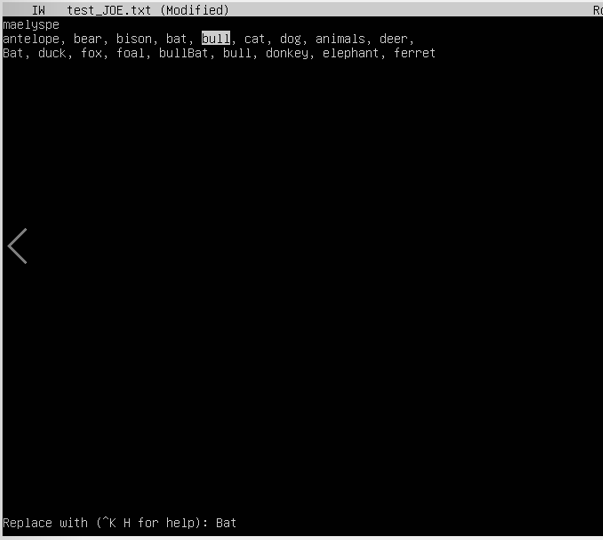 IW test_JOE.txt (Modified) Ro
maelyspe
antelope, bear, bison, bat, bull, cat, dog, animals, deer,
Bat, duck, fox, foal, bullBat, bull, donkey, elephant, ferret
Replace with (^K H for help): Bat